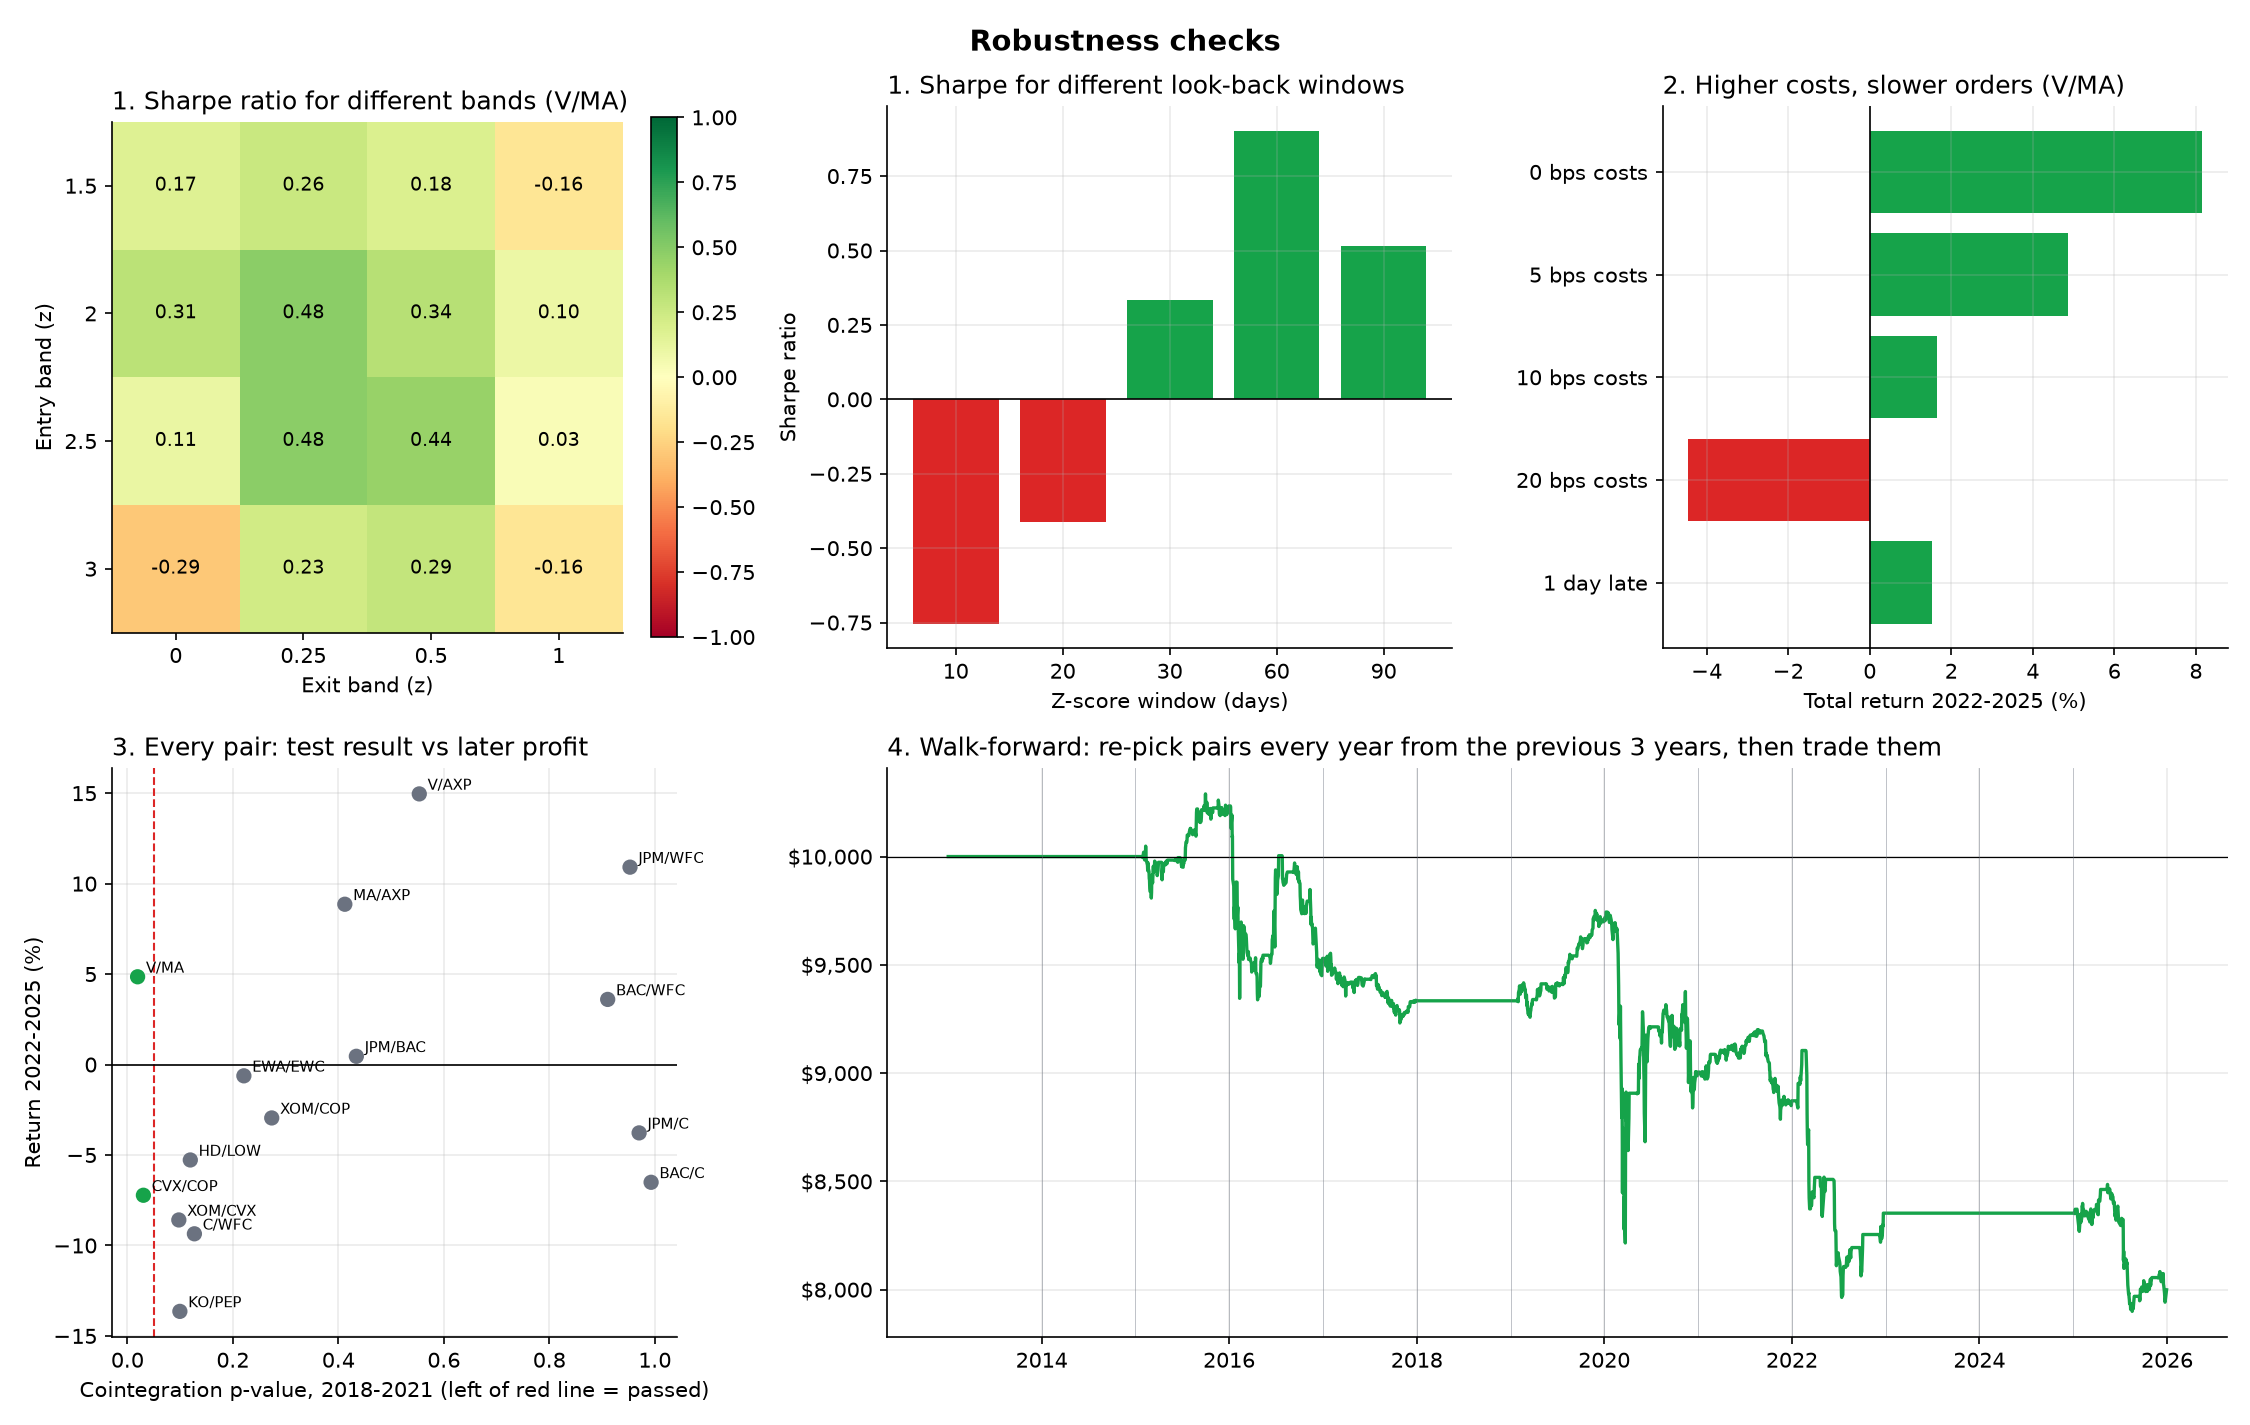 Robustness checks
1. Sharpe ratio for different bands (V/MA)
Entry band (z)
1.5
2
2.5
3
0.17 0.26 0.18 -0.16
0.31 0.48 0.34 0.10
0.11 0.48 0.44 0.03
-0.29 0.23 0.29 -0.16
0 0.25 0.5 1
Exit band (z)
1.00
0.75
0.50
0.25
0.00
−0.25
−0.50
−0.75
−1.00
1. Sharpe for different look-back windows
Sharpe ratio
0.75
0.50
0.25
0.00
−0.25
−0.50
−0.75
10 20 30 60 90
Z-score window (days)
2. Higher costs, slower orders (V/MA)
0 bps costs
5 bps costs
10 bps costs
20 bps costs
1 day late
−4 −2 0 2 4 6 8
Total return 2022-2025 (%)
3. Every pair: test result vs later profit
Return 2022-2025 (%)
15
10
5
0
−5
−10
−15
V/AXP
JPM/WFC
MA/AXP
V/MA
BAC/WFC
JPM/BAC
EWA/EWC
XOM/COP
JPM/C
HD/LOW
BAC/C
CVX/COP
XOM/CVX
C/WFC
KO/PEP
0.0 0.2 0.4 0.6 0.8 1.0
Cointegration p-value, 2018-2021 (left of red line = passed)
4. Walk-forward: re-pick pairs every year from the previous 3 years, then trade them
$10,000
$9,500
$9,000
$8,500
$8,000
2014 2016 2018 2020 2022 2024 2026